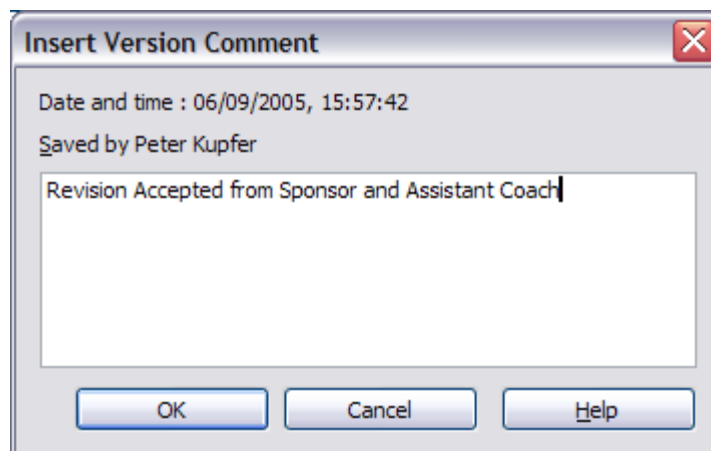 Insert Version Comment
Date and time : 06/09/2005, 15:57:42
Saved by Peter Kupfer
Revision Accepted from Sponsor and Assistant Coach
OK Cancel Help